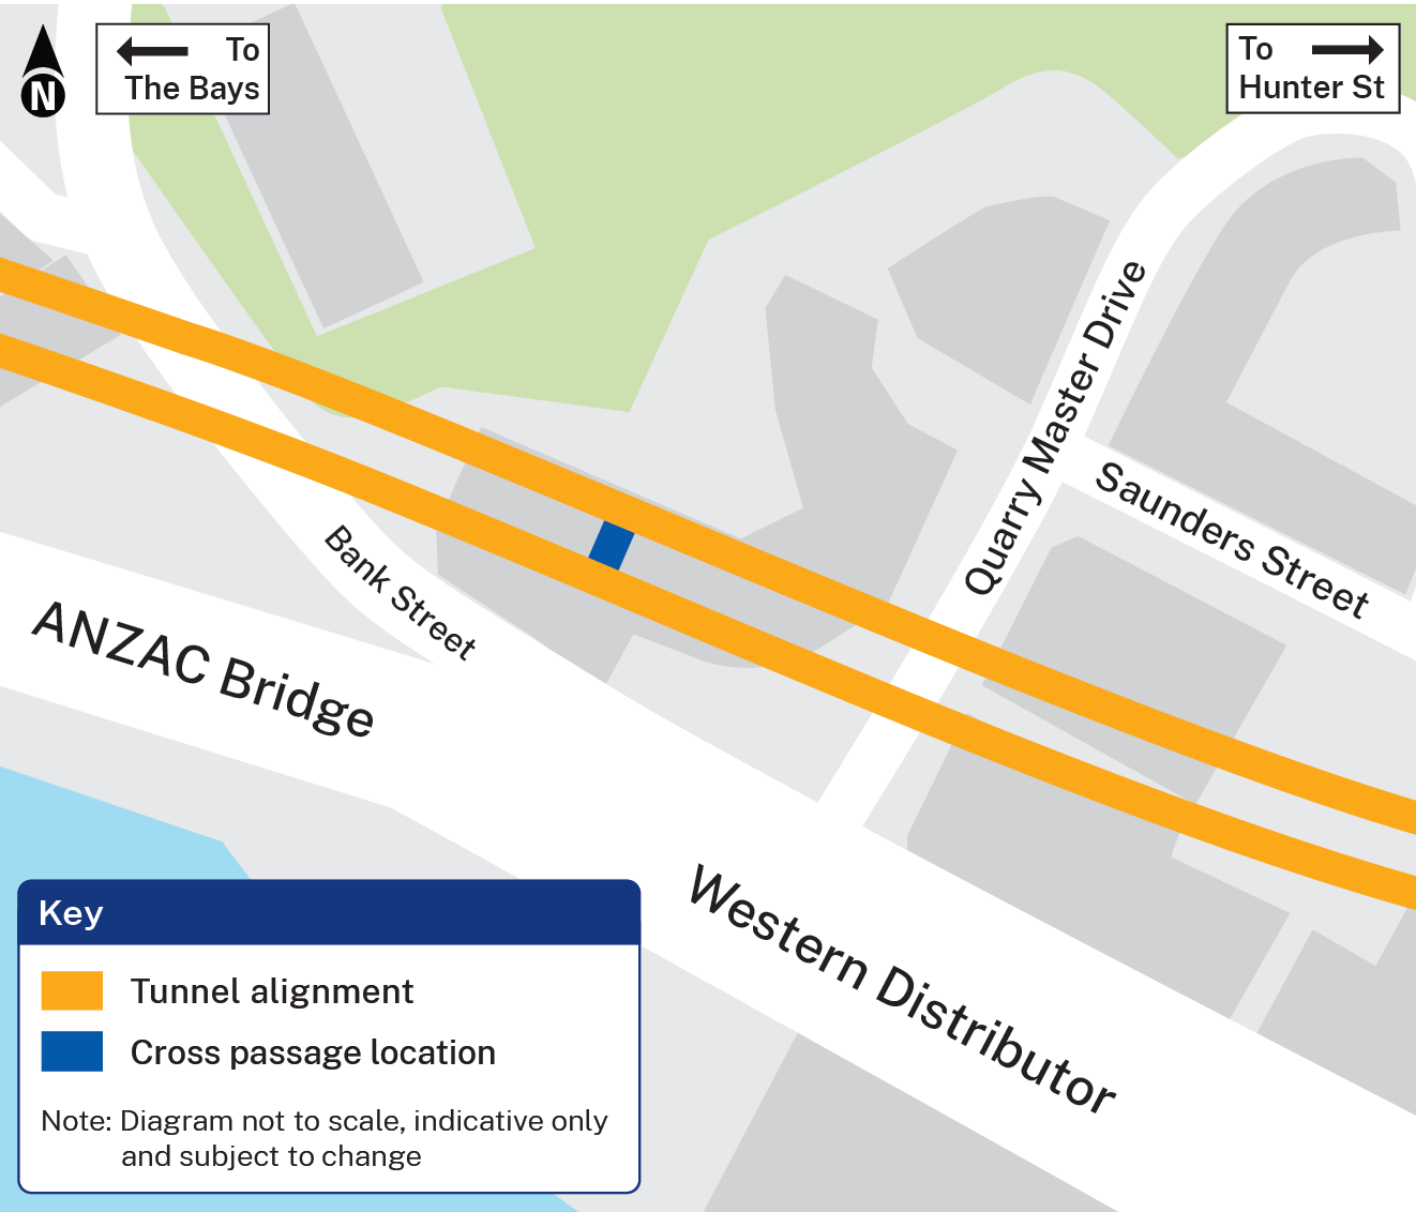 N
To
The Bays
To
Hunter St
Quarry Master Drive
Saunders Street
Bank Street
ANZAC Bridge
Western Distributor
Key
Tunnel alignment
Cross passage location
Note: Diagram not to scale, indicative only
and subject to change